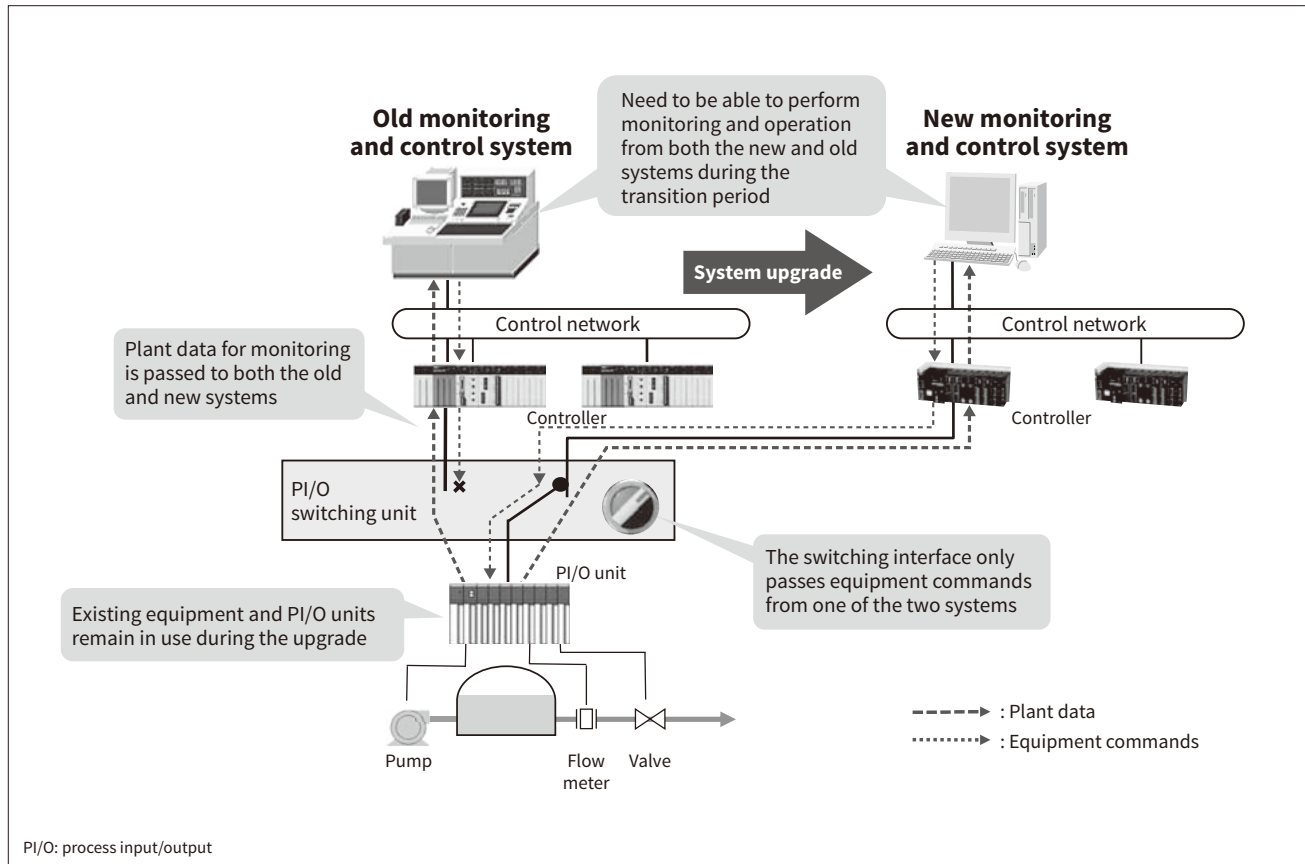 Old monitoring
and control system
Need to be able to perform
monitoring and operation
from both the new and old
systems during the
transition period
New monitoring
and control system
System upgrade
Control network
Control network
Plant data for monitoring
is passed to both the old
and new systems
Controller
Controller
PI/O
switching unit
The switching interface only
passes equipment commands
from one of the two systems
PI/O unit
Existing equipment and PI/O units
remain in use during the upgrade
Pump
Flow
meter
Valve
: Plant data
: Equipment commands
PI/O: process input/output